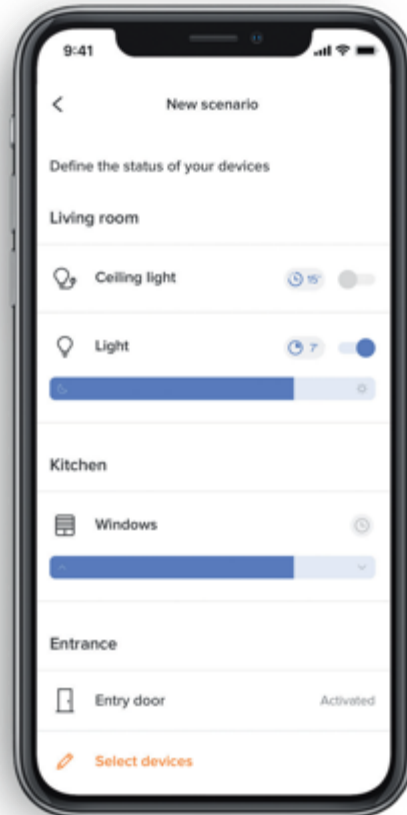 9:41
New scenario
Define the status of your devices
Living room
Ceiling light 15'
Light 7'
Kitchen
Windows
Entrance
Entry door Activated
Select devices